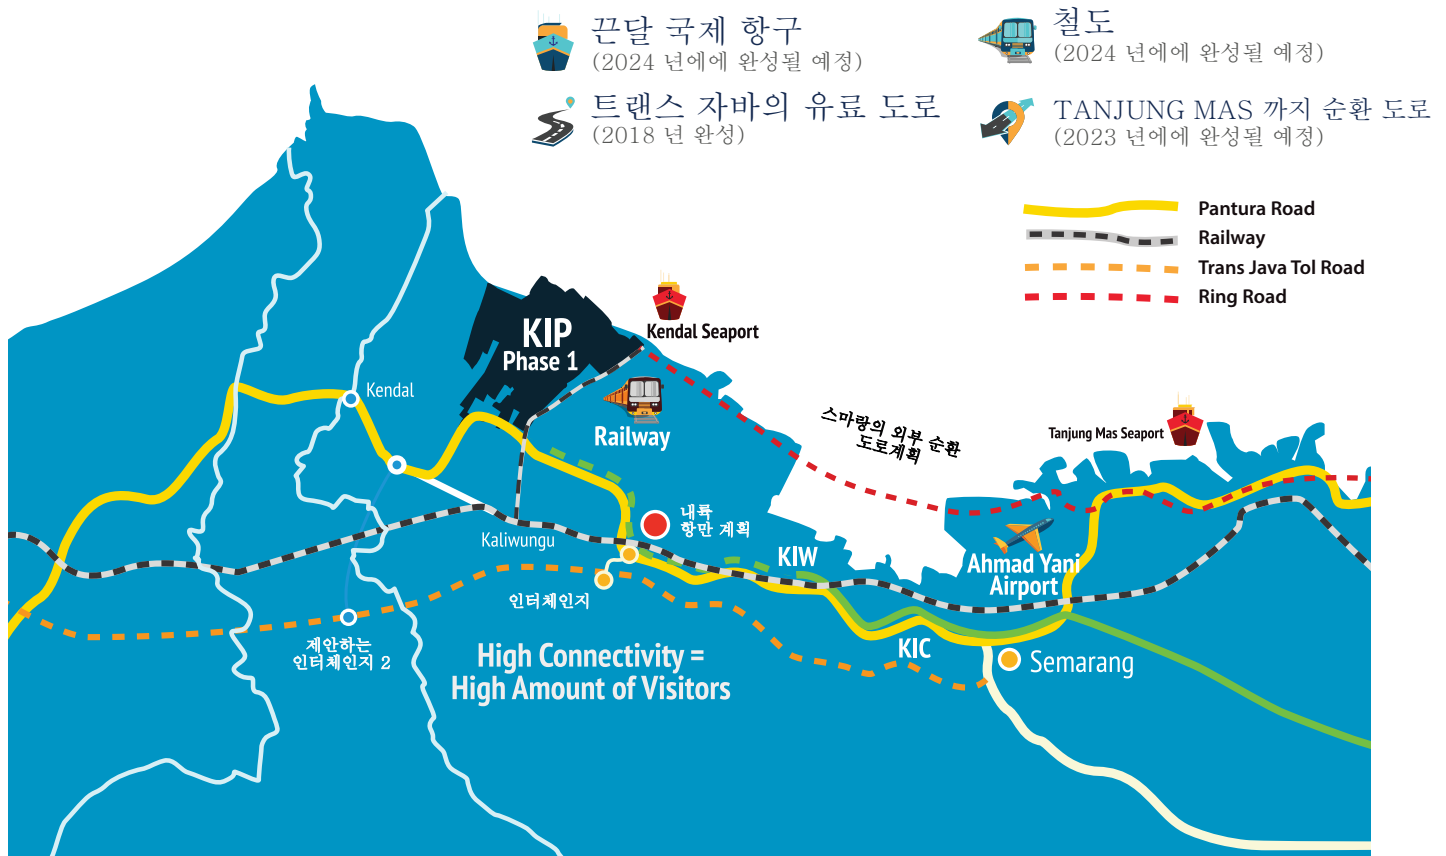 끈달 국제 항구
(2024 년에에 완성될 예정)
철도
(2024 년에에 완성될 예정)
트랜스 자바의 유료 도로
(2018 년 완성)
TANJUNG MAS 까지 순환 도로
(2023 년에에 완성될 예정)
Pantura Road
Railway
Trans Java Tol Road
Ring Road
KIP
Phase 1
Kendal Seaport
Kendal
Railway
스마랑의 외부 순환
도로계획
Tanjung Mas Seaport
내륙
항만 계획
Kaliwungu
KIW
Ahmad Yani
Airport
인터체인지
제안하는
인터체인지 2
High Connectivity =
High Amount of Visitors
KIC
Semarang